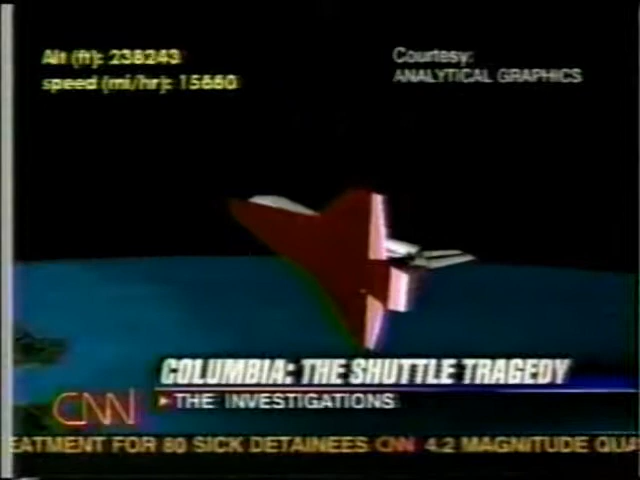 Alt (ft): 238243
speed (mi/hr): 15660
Courtesy:
ANALYTICAL GRAPHICS
COLUMBIA: THE SHUTTLE TRAGEDY
CNN
THE INVESTIGATIONS
EATMENT FOR 80 SICK DETAINEES CNN 4.2 MAGNITUDE QUA